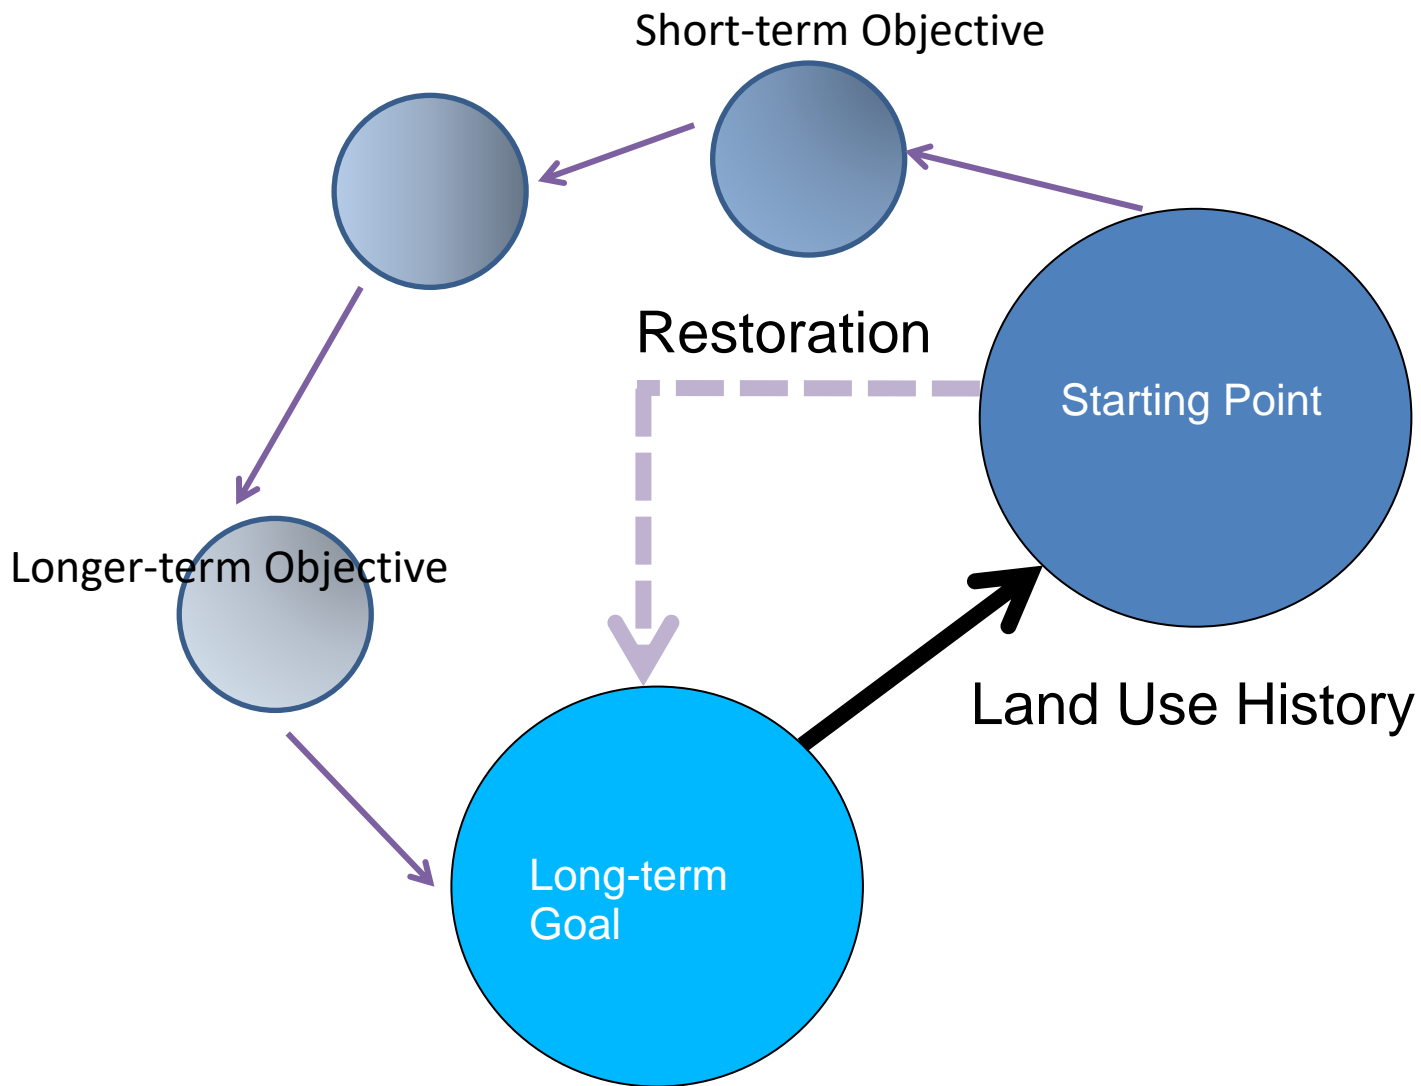 Short-term Objective
Restoration
Starting Point
Longer-term Objective
Land Use History
Long-term
Goal